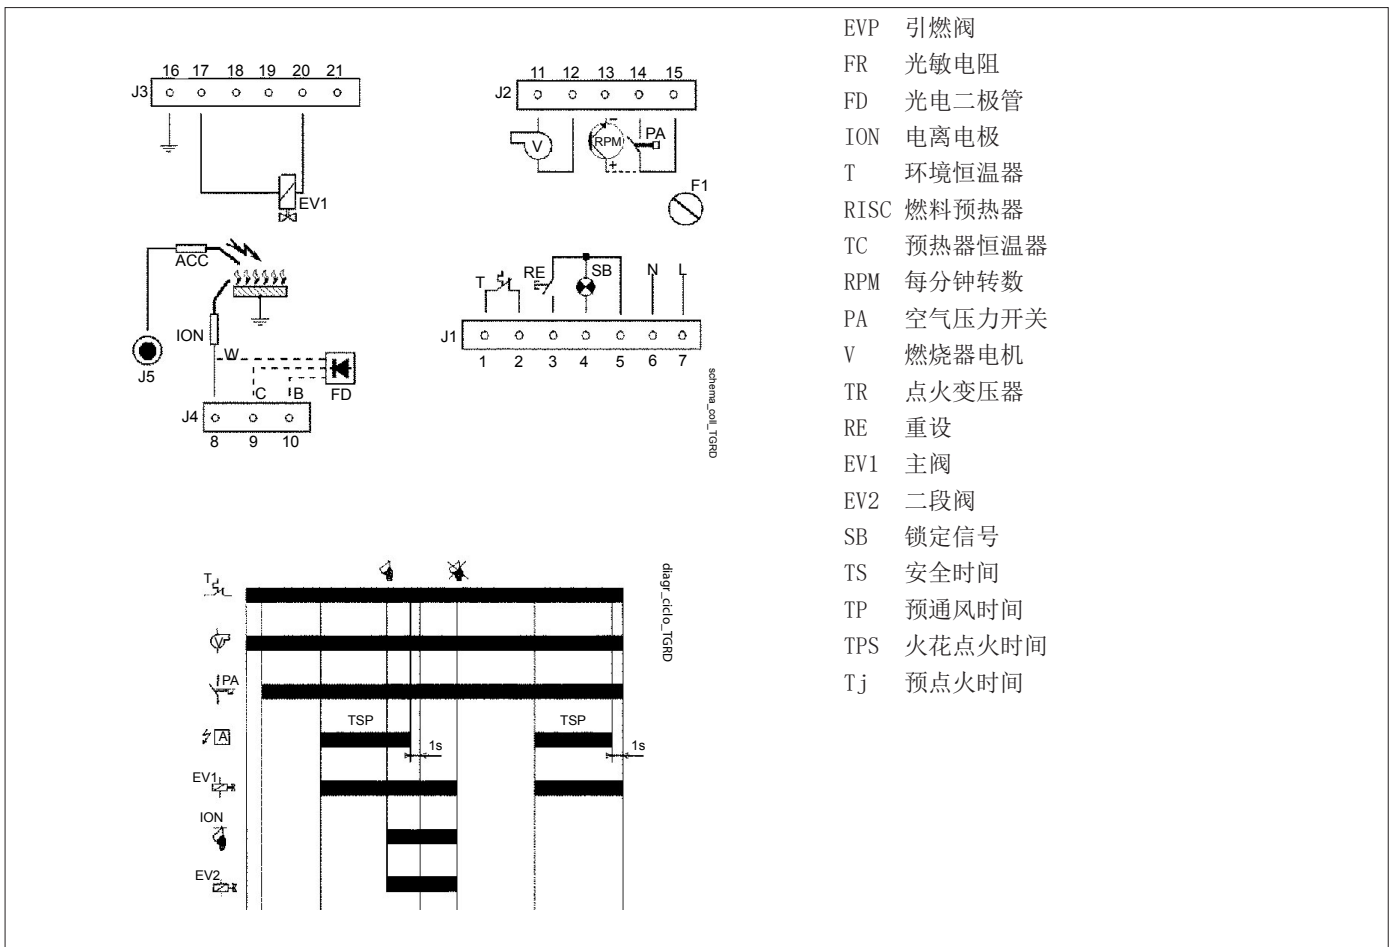 16 17 18 19 20 21
J3
EV1
11 12 13 14 15
J2
V
RPM
-
+
PA
F1
ACC
ION
J5
W
C
B
FD
J4
8 9 10
T
RE
SB
N
L
J1
1 2 3 4 5 6 7
schema_coll_TGRD
diagr_ciclo_TGRD
T
V
PA
TSP
TSP
A
1s
1s
EV1
ION
EV2
EVP 引燃阀
FR 光敏电阻
FD 光电二极管
ION 电离电极
T 环境恒温器
RISC 燃料预热器
TC 预热器恒温器
RPM 每分钟转数
PA 空气压力开关
V 燃烧器电机
TR 点火变压器
RE 重设
EV1 主阀
EV2 二段阀
SB 锁定信号
TS 安全时间
TP 预通风时间
TPS 火花点火时间
Tj 预点火时间